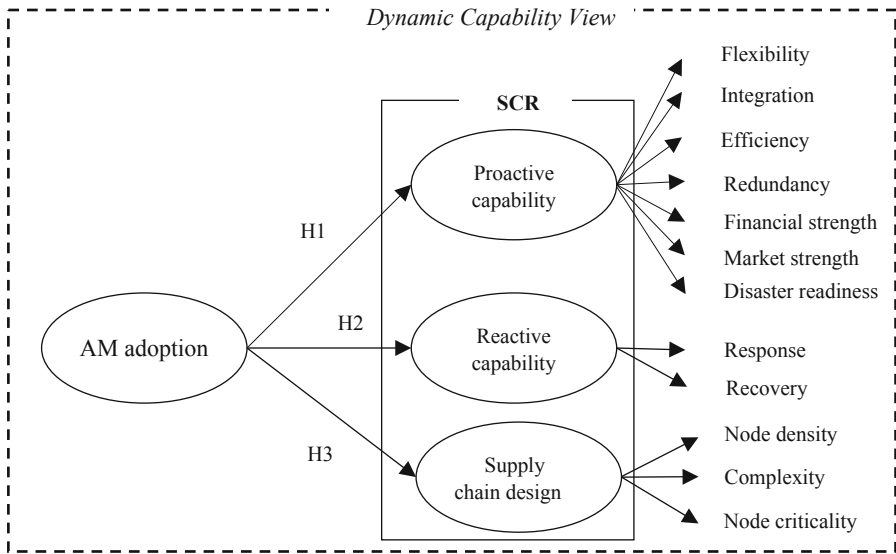 Dynamic Capability View
SCR
Proactive
capability
Flexibility
Integration
Efficiency
Redundancy
Financial strength
Market strength
Disaster readiness
H1
AM adoption
H2
Reactive
capability
Response
Recovery
H3
Supply
chain design
Node density
Complexity
Node criticality